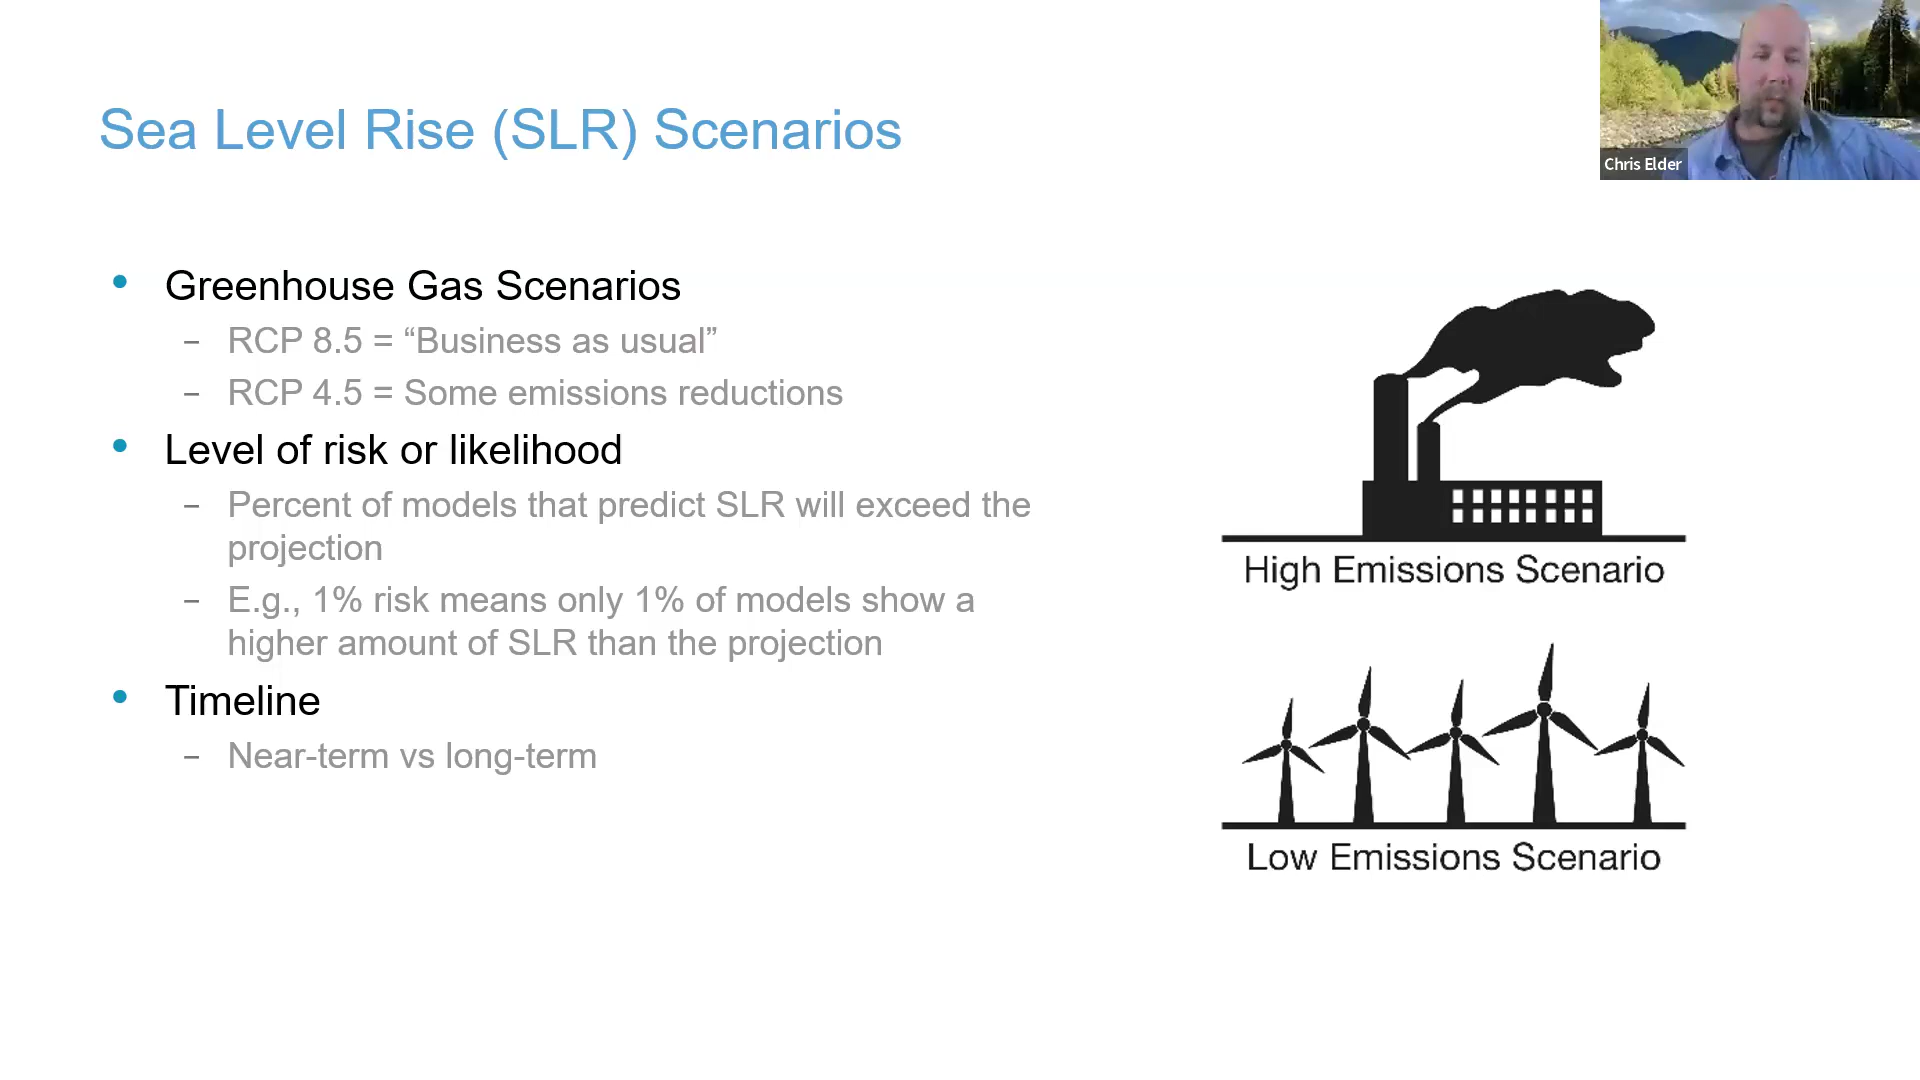 Sea Level Rise (SLR) Scenarios
Chris Elder
• Greenhouse Gas Scenarios
– RCP 8.5 = “Business as usual”
– RCP 4.5 = Some emissions reductions
• Level of risk or likelihood
– Percent of models that predict SLR will exceed the
projection
– E.g., 1% risk means only 1% of models show a
higher amount of SLR than the projection
• Timeline
– Near-term vs long-term
High Emissions Scenario
Low Emissions Scenario